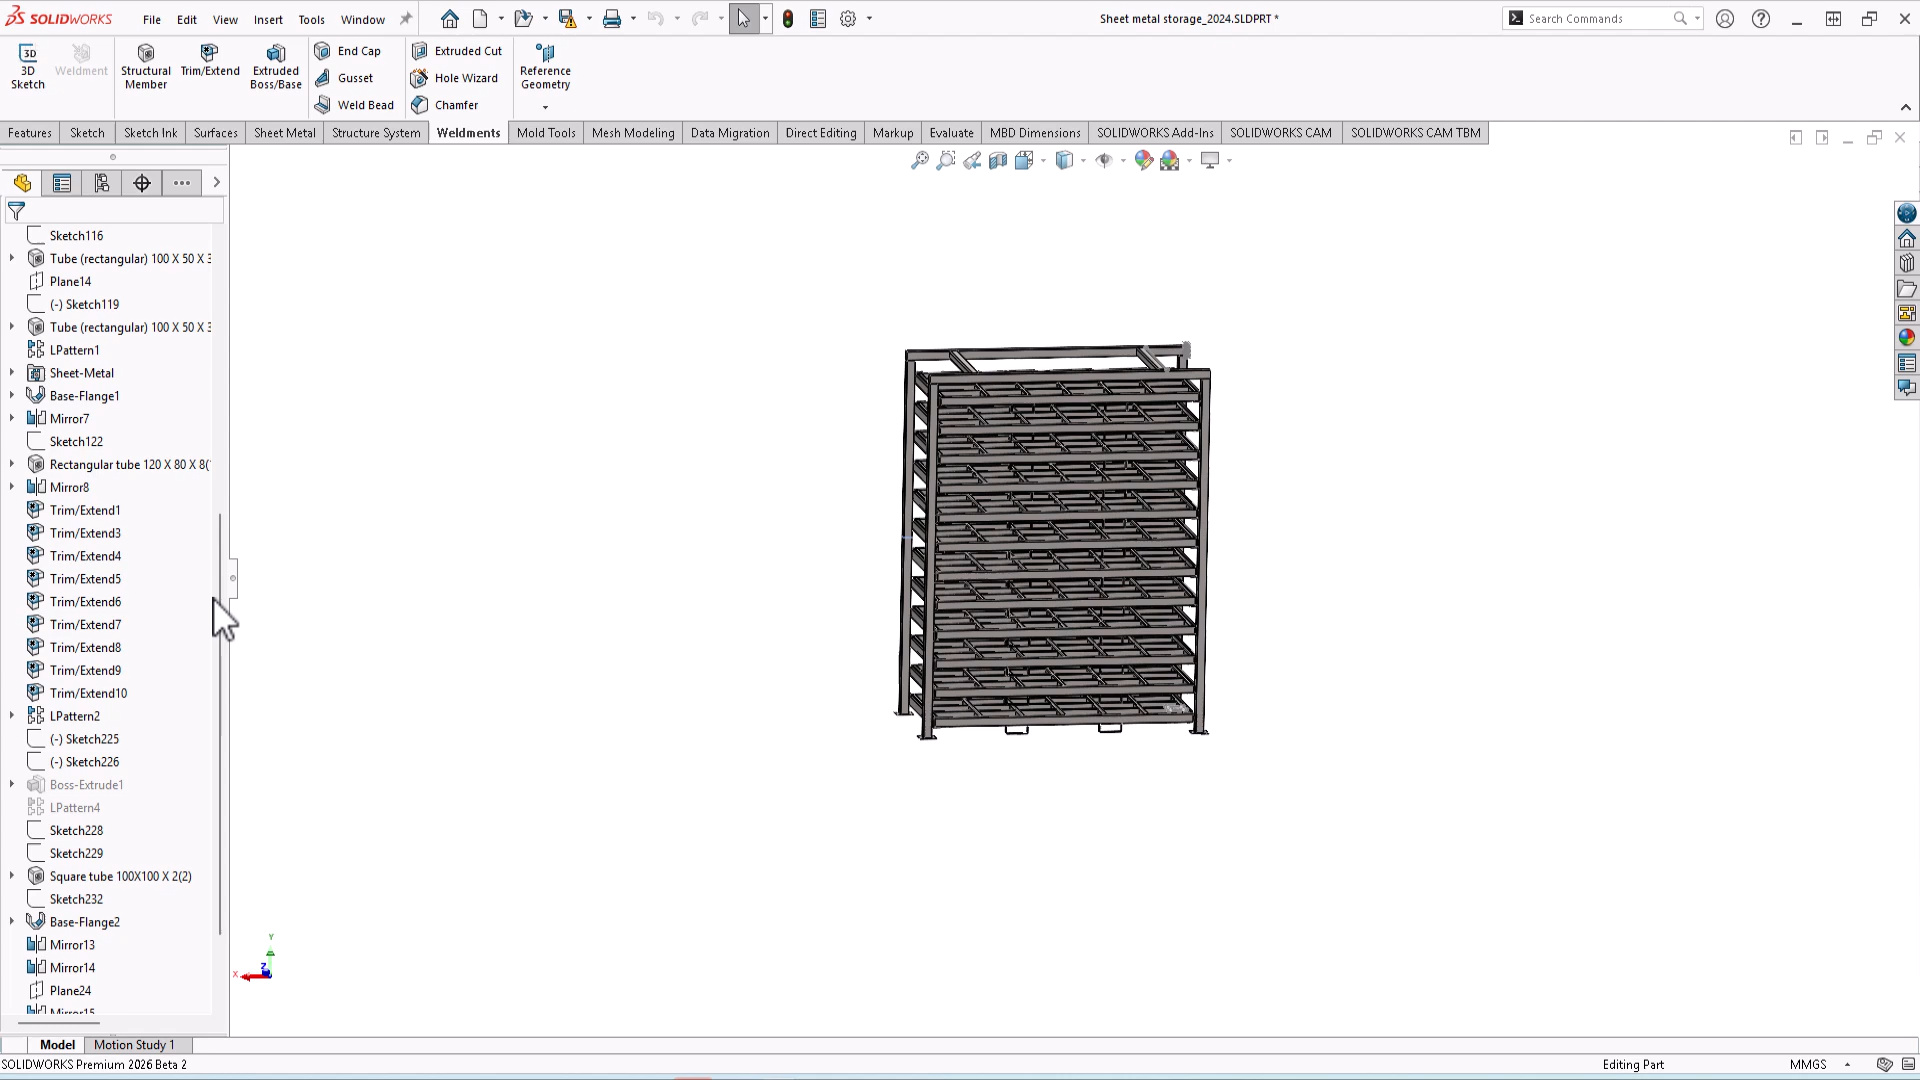 SOLIDWORKS
File Edit View Insert Tools Window
Sheet metal storage_2024.SLDPRT *
Search Commands
3D Sketch
Weldment
Structural Member
Trim/Extend
Extruded Boss/Base
End Cap
Gusset
Weld Bead
Extruded Cut
Hole Wizard
Chamfer
Reference Geometry
Features Sketch Sketch Ink Surfaces Sheet Metal Structure System Weldments Mold Tools Mesh Modeling Data Migration Direct Editing Markup Evaluate MBD Dimensions SOLIDWORKS Add-Ins SOLIDWORKS CAM SOLIDWORKS CAM TBM
Sketch116
Tube (rectangular) 100 X 50 X 3
Plane14
(-) Sketch119
Tube (rectangular) 100 X 50 X 3
LPattern1
Sheet-Metal
Base-Flange1
Mirror7
Sketch122
Rectangular tube 120 X 80 X 8(
Mirror8
Trim/Extend1
Trim/Extend3
Trim/Extend4
Trim/Extend5
Trim/Extend6
Trim/Extend7
Trim/Extend8
Trim/Extend9
Trim/Extend10
LPattern2
(-) Sketch225
(-) Sketch226
Boss-Extrude1
LPattern4
Sketch228
Sketch229
Square tube 100X100 X 2(2)
Sketch232
Base-Flange2
Mirror13
Mirror14
Plane24
Mirror15
Y
Z
X
Model Motion Study 1
SOLIDWORKS Premium 2026 Beta 2
Editing Part
MMGS